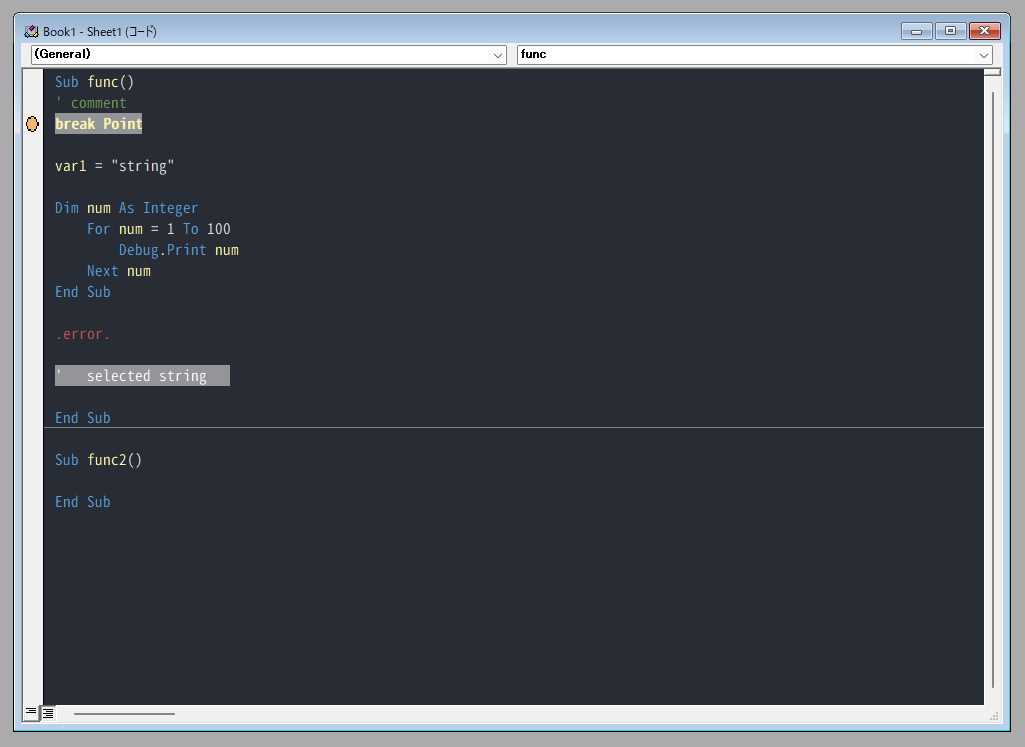 Book1 - Sheet1 (コード)
(General)
func
Sub func()
' comment
break Point
var1 = "string"
Dim num As Integer
    For num = 1 To 100
        Debug.Print num
    Next num
End Sub
.error.
'   selected string
End Sub
Sub func2()
End Sub